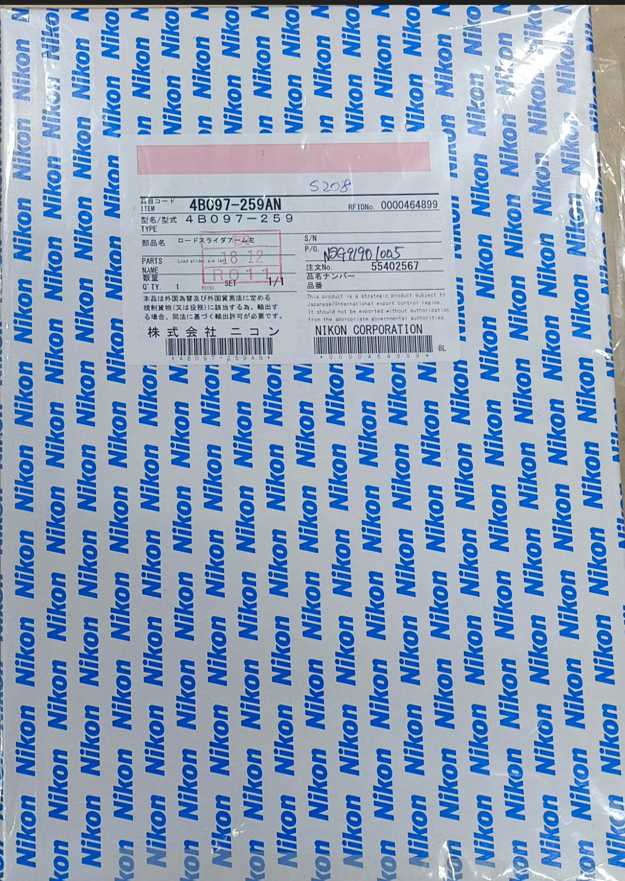 Nikon
S208
品目コード
ITEM 4B097-259AN RFIDNo. 0000464899
型名/型式 4B097-259
TYPE
部品名 ロードスライダアーム左
PARTS
NAME
Load slider arm left
S/N
P/O.
注文No. 55402567
数量
Q'TY. 1 PC(S) SET 1/1
品名ナンバー
品番
18.12
R011
本品は外国為替及び外国貿易法に定める
規制貨物(又は役務)に該当する為、輸出す
る場合、同法に基づく輸出許可が必要です。
This product is a strategic product subject to
Japanese/International export control regime.
It should not be exported without authorization
from the appropriate governmental authorities.
株式会社 ニコン
NIKON CORPORATION
*4B097-259AN*
*0000464899*
8L